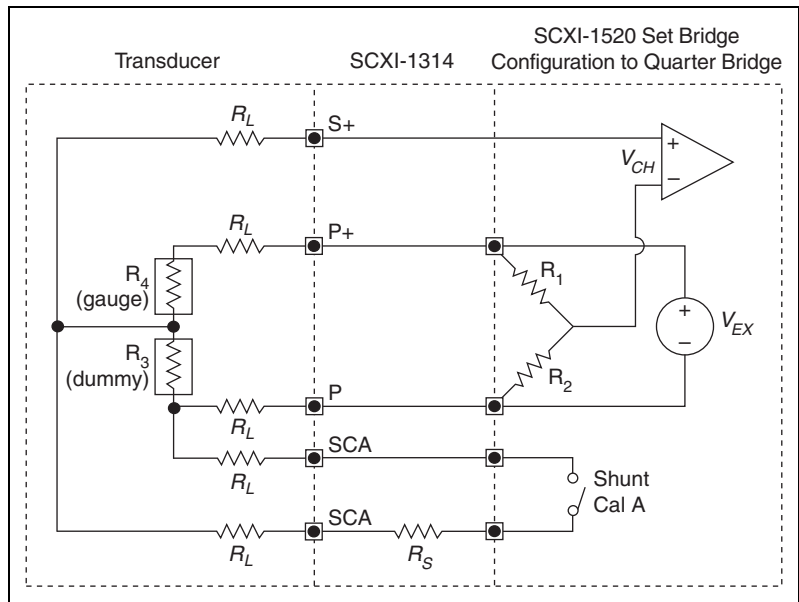 SCXI-1520 Set Bridge
Transducer SCXI-1314 Configuration to Quarter Bridge
R_L S+
+
V_CH
−
R_L P+
R_4
(gauge)
R_1
+
V_EX
−
R_3
(dummy)
R_2
P
R_L
SCA
R_L
Shunt
Cal A
SCA
R_L R_S